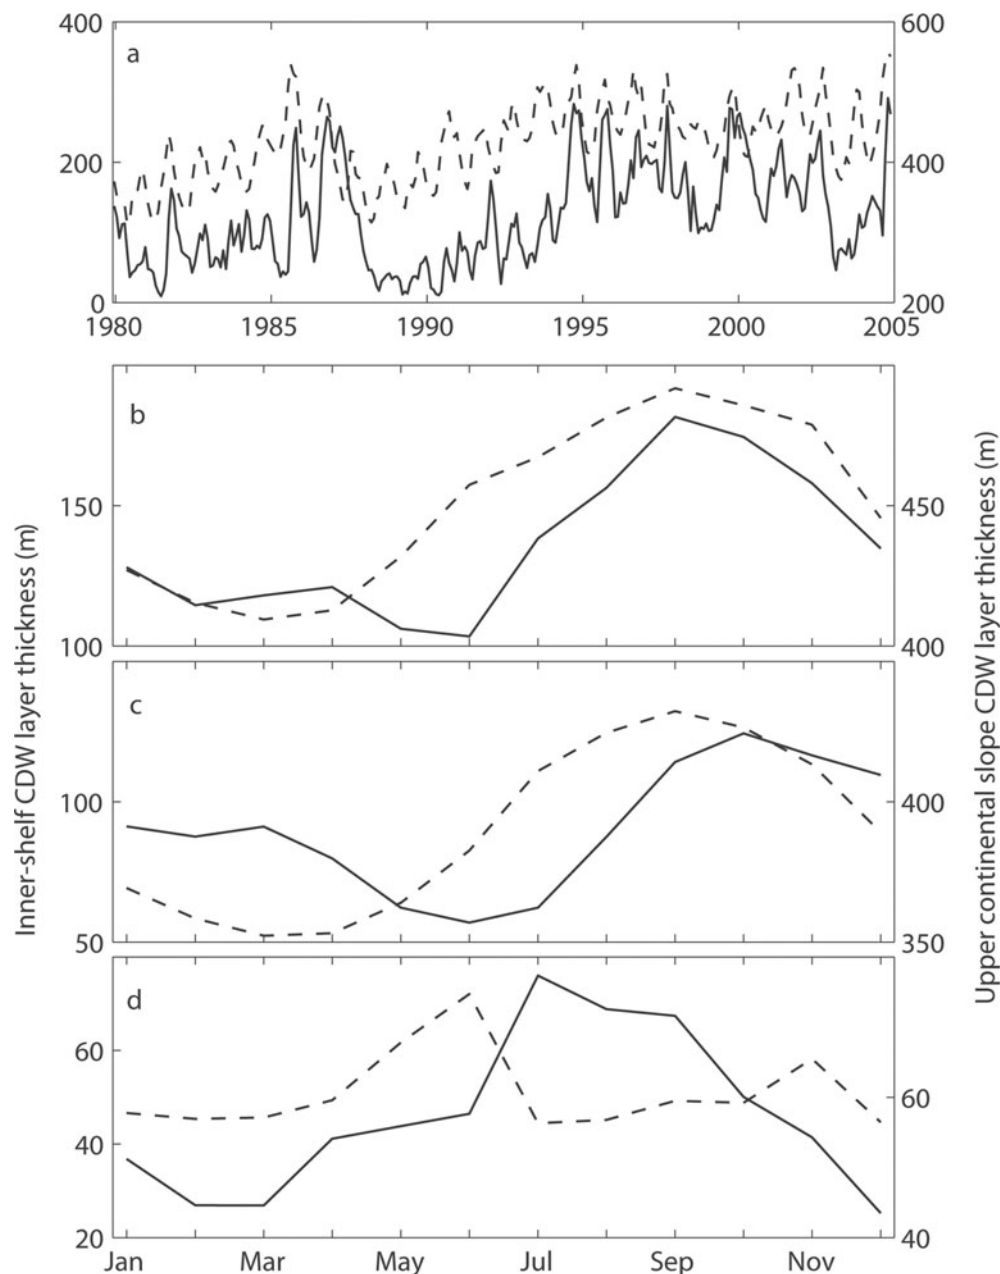 400
600
a
200
400
0
200
1980
1985
1990
1995
2000
2005
b
150
450
100
400
c
100
400
50
350
d
60
60
40
20
40
Jan
Mar
May
Jul
Sep
Nov
Inner-shelf CDW layer thickness (m)
Upper continental slope CDW layer thickness (m)